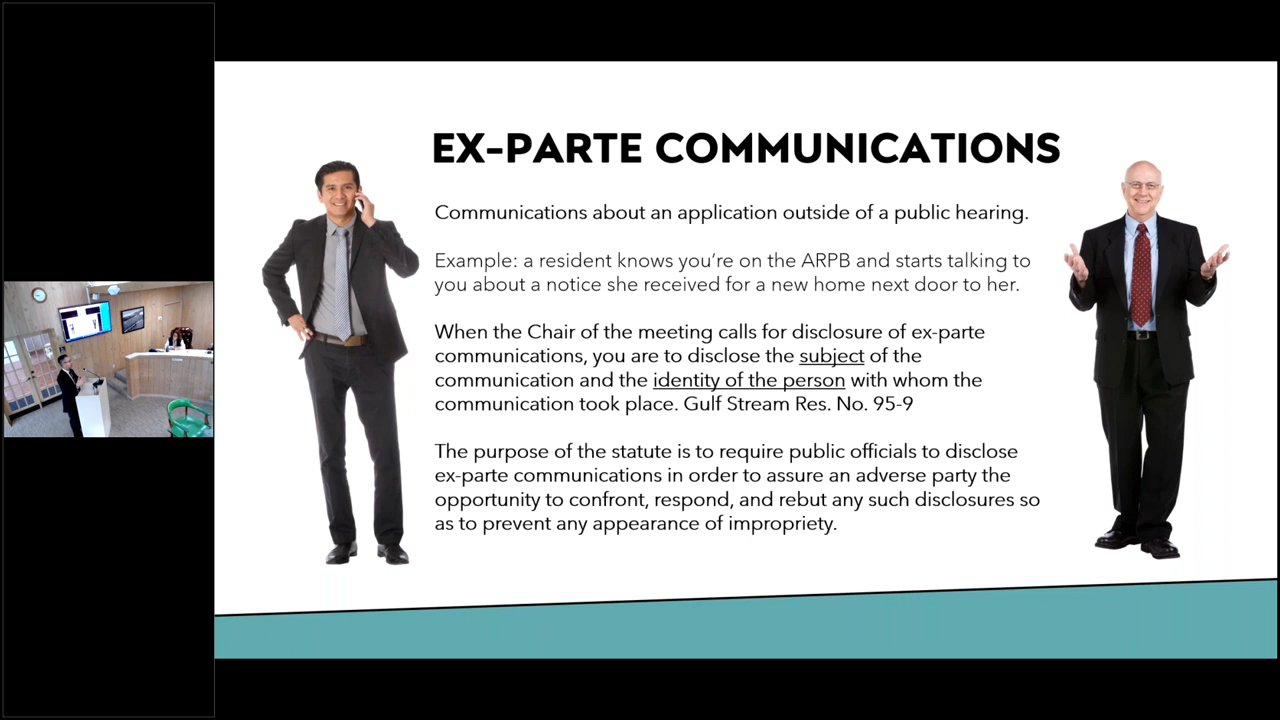 EX-PARTE COMMUNICATIONS
Communications about an application outside of a public hearing.
Example: a resident knows you’re on the ARPB and starts talking to
you about a notice she received for a new home next door to her.
When the Chair of the meeting calls for disclosure of ex-parte
communications, you are to disclose the subject of the
communication and the identity of the person with whom the
communication took place. Gulf Stream Res. No. 95-9
The purpose of the statute is to require public officials to disclose
ex-parte communications in order to assure an adverse party the
opportunity to confront, respond, and rebut any such disclosures so
as to prevent any appearance of impropriety.